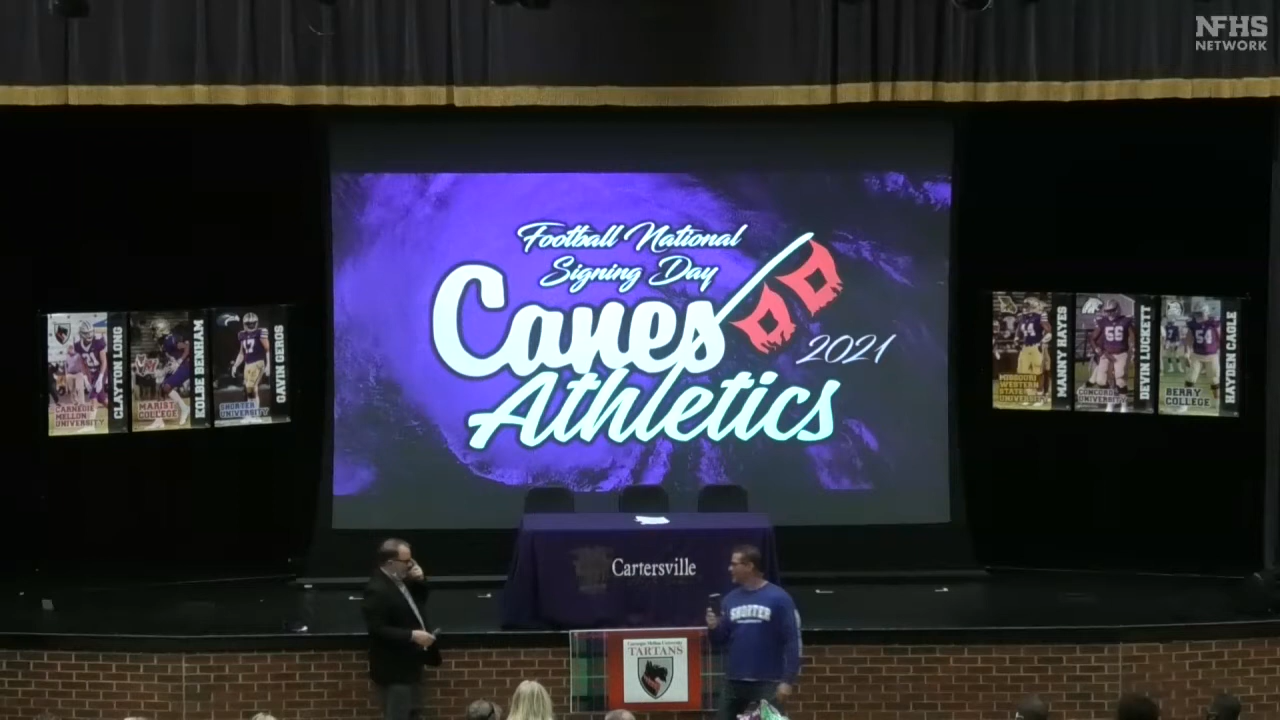 NFHS
NETWORK
Football National
Signing Day
Canes
Athletics
2021
CLAYTON LONG
CARNEGIE
MELLON
UNIVERSITY
KOLBE BENHAM
MARIST
COLLEGE
GAVIN GEROS
SHORTER
UNIVERSITY
MANNY HAYES
MISSOURI
WESTERN
STATE
UNIVERSITY
DEVIN LUCKETT
CONCORDIA
UNIVERSITY
HAYDEN CAGLE
BERRY
COLLEGE
Cartersville
SHORTER
Carnegie Mellon University
TARTANS